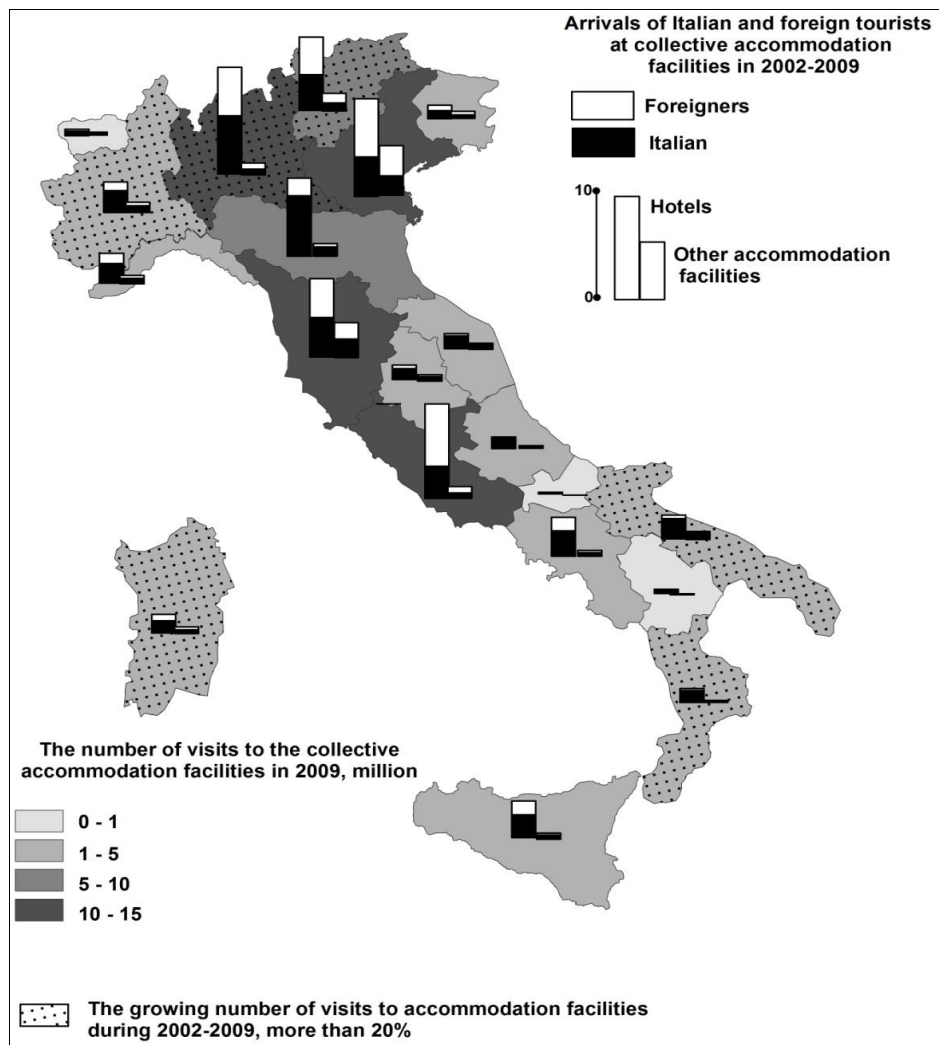 Arrivals of Italian and foreign tourists
at collective accommodation
facilities in 2002-2009
Foreigners
Italian
10
0
Hotels
Other accommodation
facilities
The number of visits to the collective
accommodation facilities in 2009, million
0 - 1
1 - 5
5 - 10
10 - 15
The growing number of visits to accommodation facilities
during 2002-2009, more than 20%